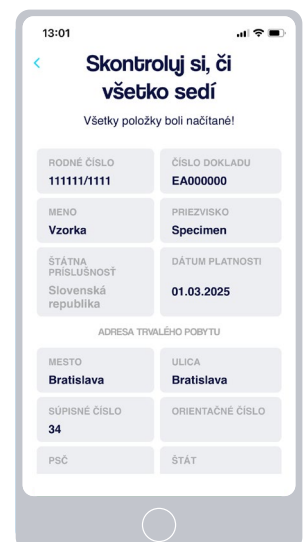 13:01
Skontroluj si, či
všetko sedí
Všetky položky boli načítané!
RODNÉ ČÍSLO
111111/1111
ČÍSLO DOKLADU
EA000000
MENO
Vzorka
PRIEZVISKO
Specimen
ŠTÁTNA
PRÍSLUŠNOSŤ
Slovenská
republika
DÁTUM PLATNOSTI
01.03.2025
ADRESA TRVALÉHO POBYTU
MESTO
Bratislava
ULICA
Bratislava
SÚPISNÉ ČÍSLO
34
ORIENTAČNÉ ČÍSLO
PSČ
ŠTÁT